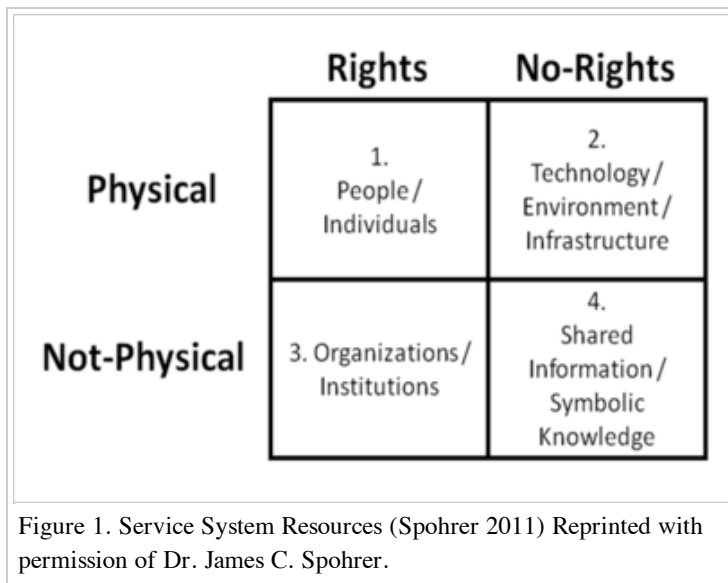 Rights No-Rights
Physical
1.
People/
Individuals
2.
Technology/
Environment/
Infrastructure
Not-Physical
3. Organizations/
Institutions
4.
Shared
Information/
Symbolic
Knowledge
Figure 1. Service System Resources (Spohrer 2011) Reprinted with
permission of Dr. James C. Spohrer.